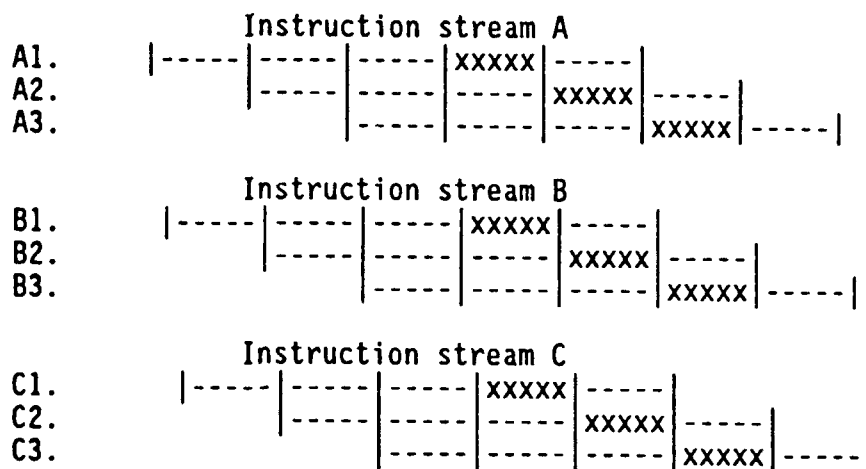 Instruction stream A
A1. |-----|-----|-----|xxxxx|-----|
A2. |-----|-----|-----|xxxxx|-----|
A3. |-----|-----|-----|xxxxx|-----|
Instruction stream B
B1. |-----|-----|-----|xxxxx|-----|
B2. |-----|-----|-----|xxxxx|-----|
B3. |-----|-----|-----|xxxxx|-----|
Instruction stream C
C1. |-----|-----|-----|xxxxx|-----|
C2. |-----|-----|-----|xxxxx|-----|
C3. |-----|-----|-----|xxxxx|-----